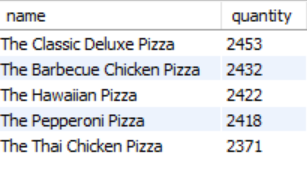 name quantity
The Classic Deluxe Pizza 2453
The Barbecue Chicken Pizza 2432
The Hawaiian Pizza 2422
The Pepperoni Pizza 2418
The Thai Chicken Pizza 2371